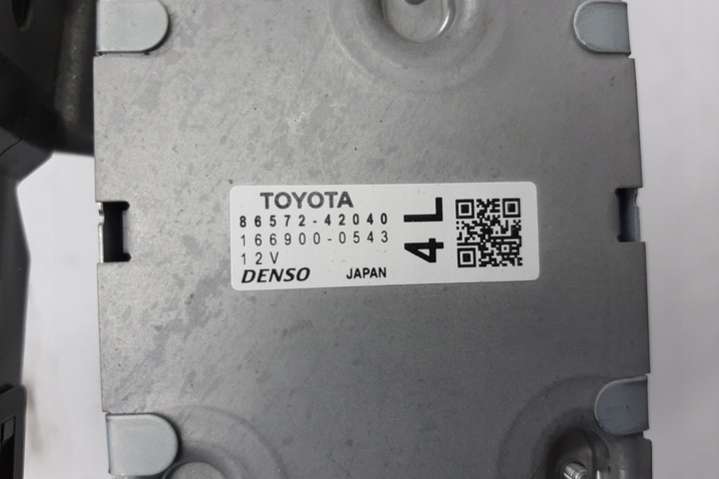 TOYOTA
86572-42040
166900-0543
12V
DENSO JAPAN
4L